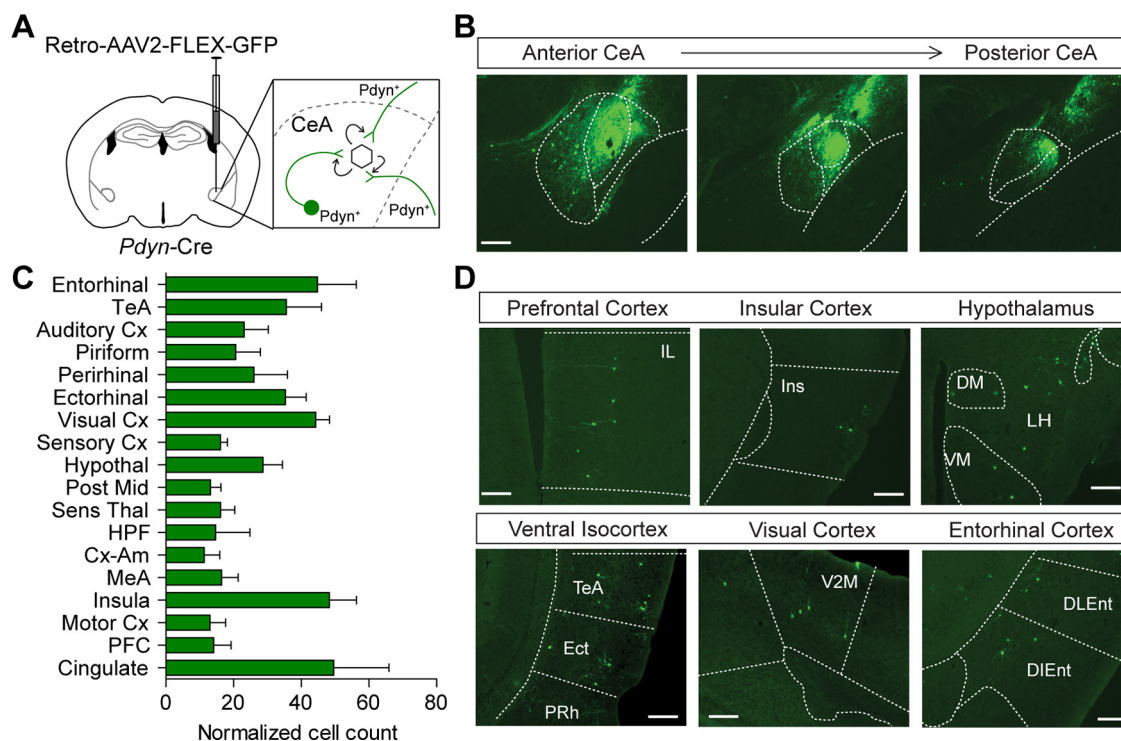 A
Retro-AAV2-FLEX-GFP
Pdyn⁺
CeA
Pdyn⁺
Pdyn⁺
Pdyn-Cre
B
Anterior CeA
Posterior CeA
C
Entorhinal
TeA
Auditory Cx
Piriform
Perirhinal
Ectorhinal
Visual Cx
Sensory Cx
Hypothal
Post Mid
Sens Thal
HPF
Cx-Am
MeA
Insula
Motor Cx
PFC
Cingulate
0 20 40 60 80
Normalized cell count
D
Prefrontal Cortex Insular Cortex Hypothalamus
IL
Ins
DM
LH
VM
Ventral Isocortex Visual Cortex Entorhinal Cortex
TeA
Ect
PRh
V2M
DLEnt
DIEnt